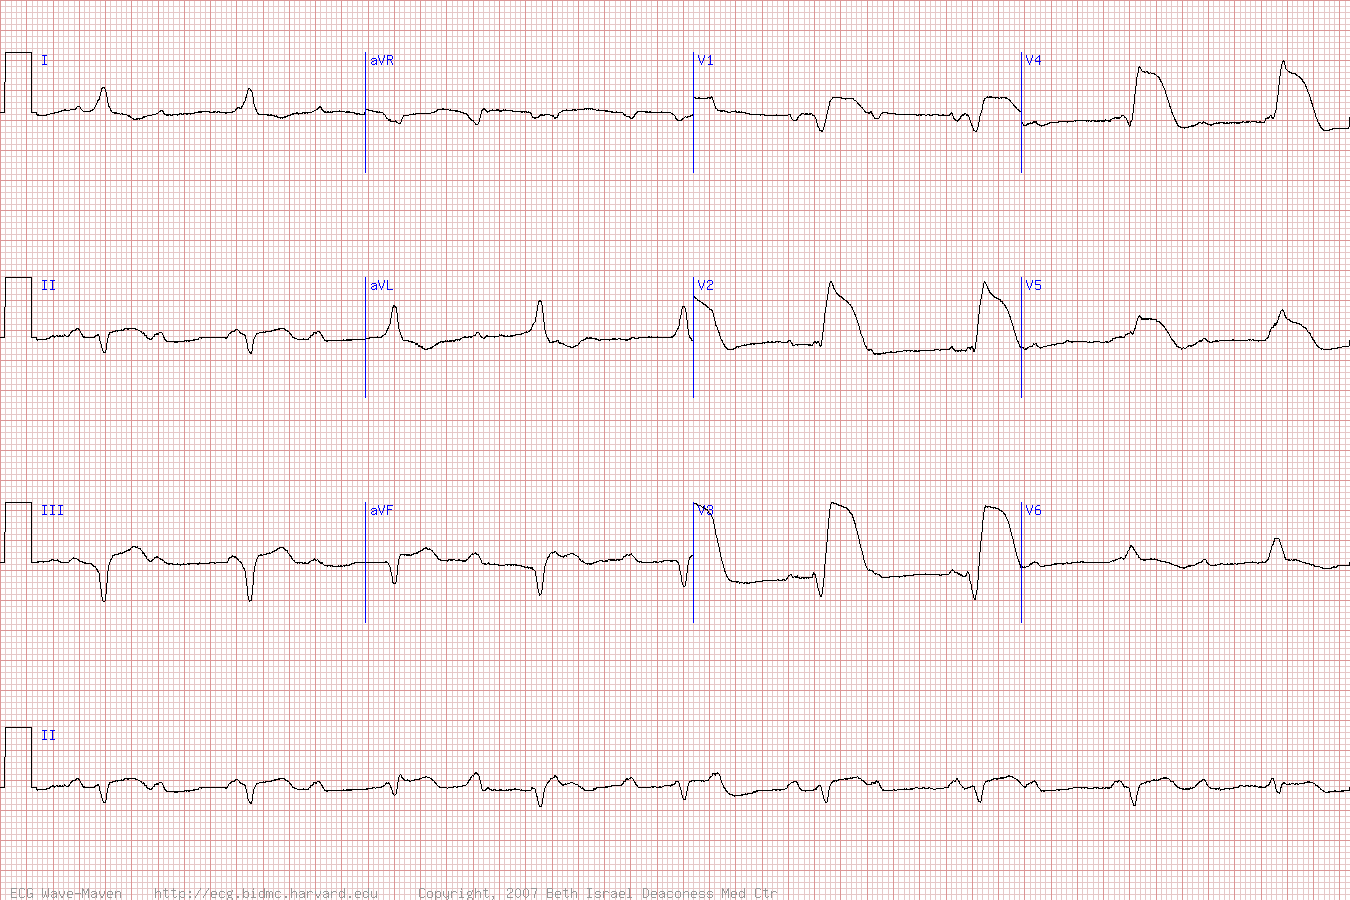 I aVR V1 V4
II aVL V2 V5
III aVF V3 V6
II
ECG Wave-Maven http://ecg.bidmc.harvard.edu Copyright, 2007 Beth Israel Deaconess Med Ctr